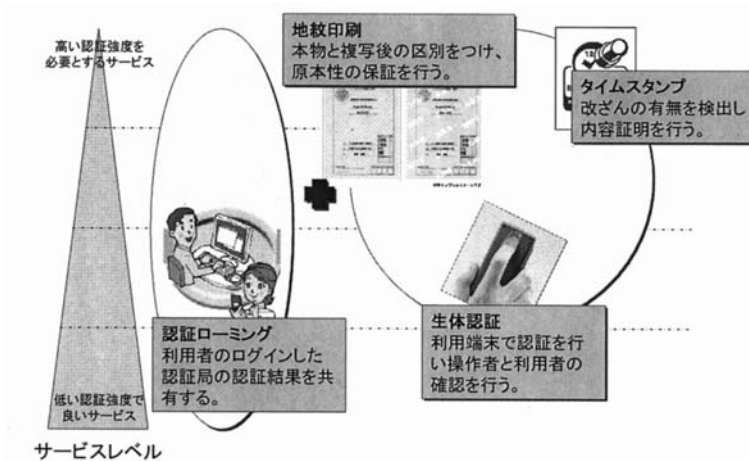 高い認証強度を
必要とするサービス
地紋印刷
本物と複写後の区別をつけ、
原本性の保証を行う。
タイムスタンプ
改ざんの有無を検出し
内容証明を行う。
認証ローミング
利用者のログインした
認証局の認証結果を共
有する。
生体認証
利用端末で認証を行
い操作者と利用者の
確認を行う。
低い認証強度で
良いサービス
サービスレベル